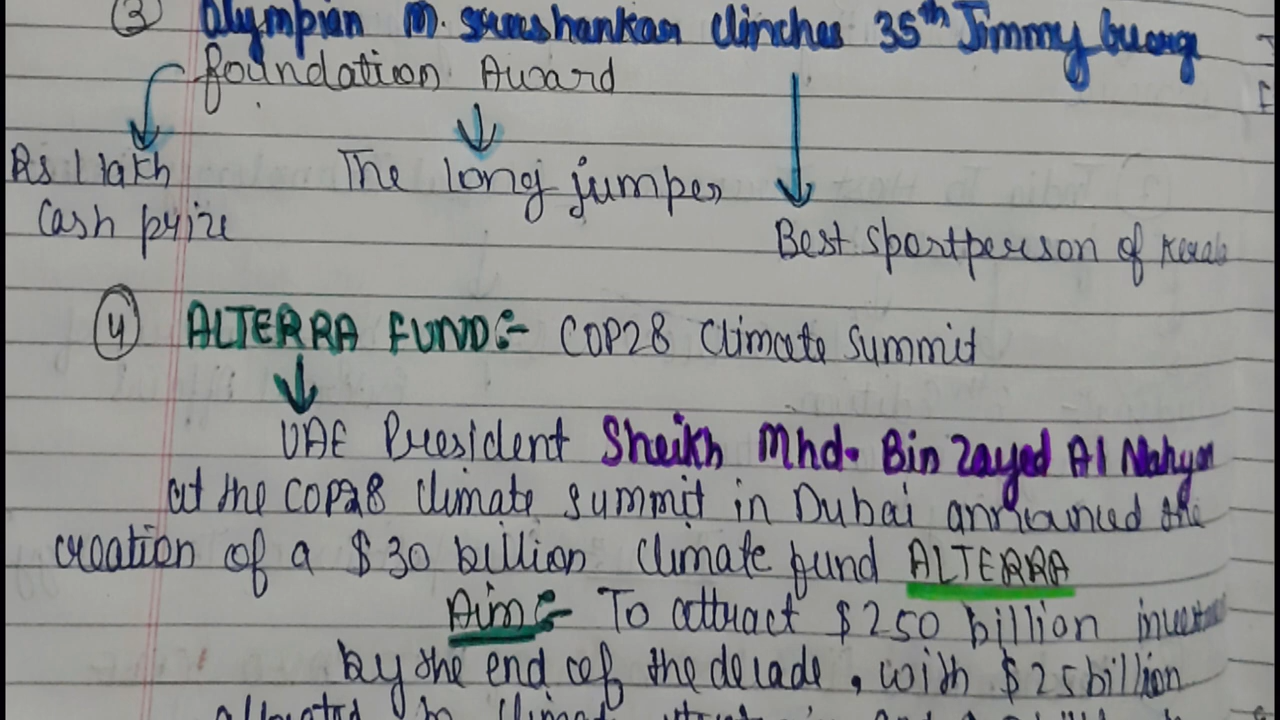 ③ Olympian M. Sreeshankar clinches 35th Jimmy George
foundation Award
Rs 1 lakh
Cash prize
The long jumper
Best sportperson of Kerala
④ ALTERRA FUND:- COP28 Climate Summit
UAE President Sheikh Mhd. Bin Zayed Al Nahyan
at the COP28 climate summit in Dubai announced the
creation of a $30 billion climate fund ALTERRA
Aim:- To attract $250 billion
by the end of the decade, with $25 billion
allocated to climate